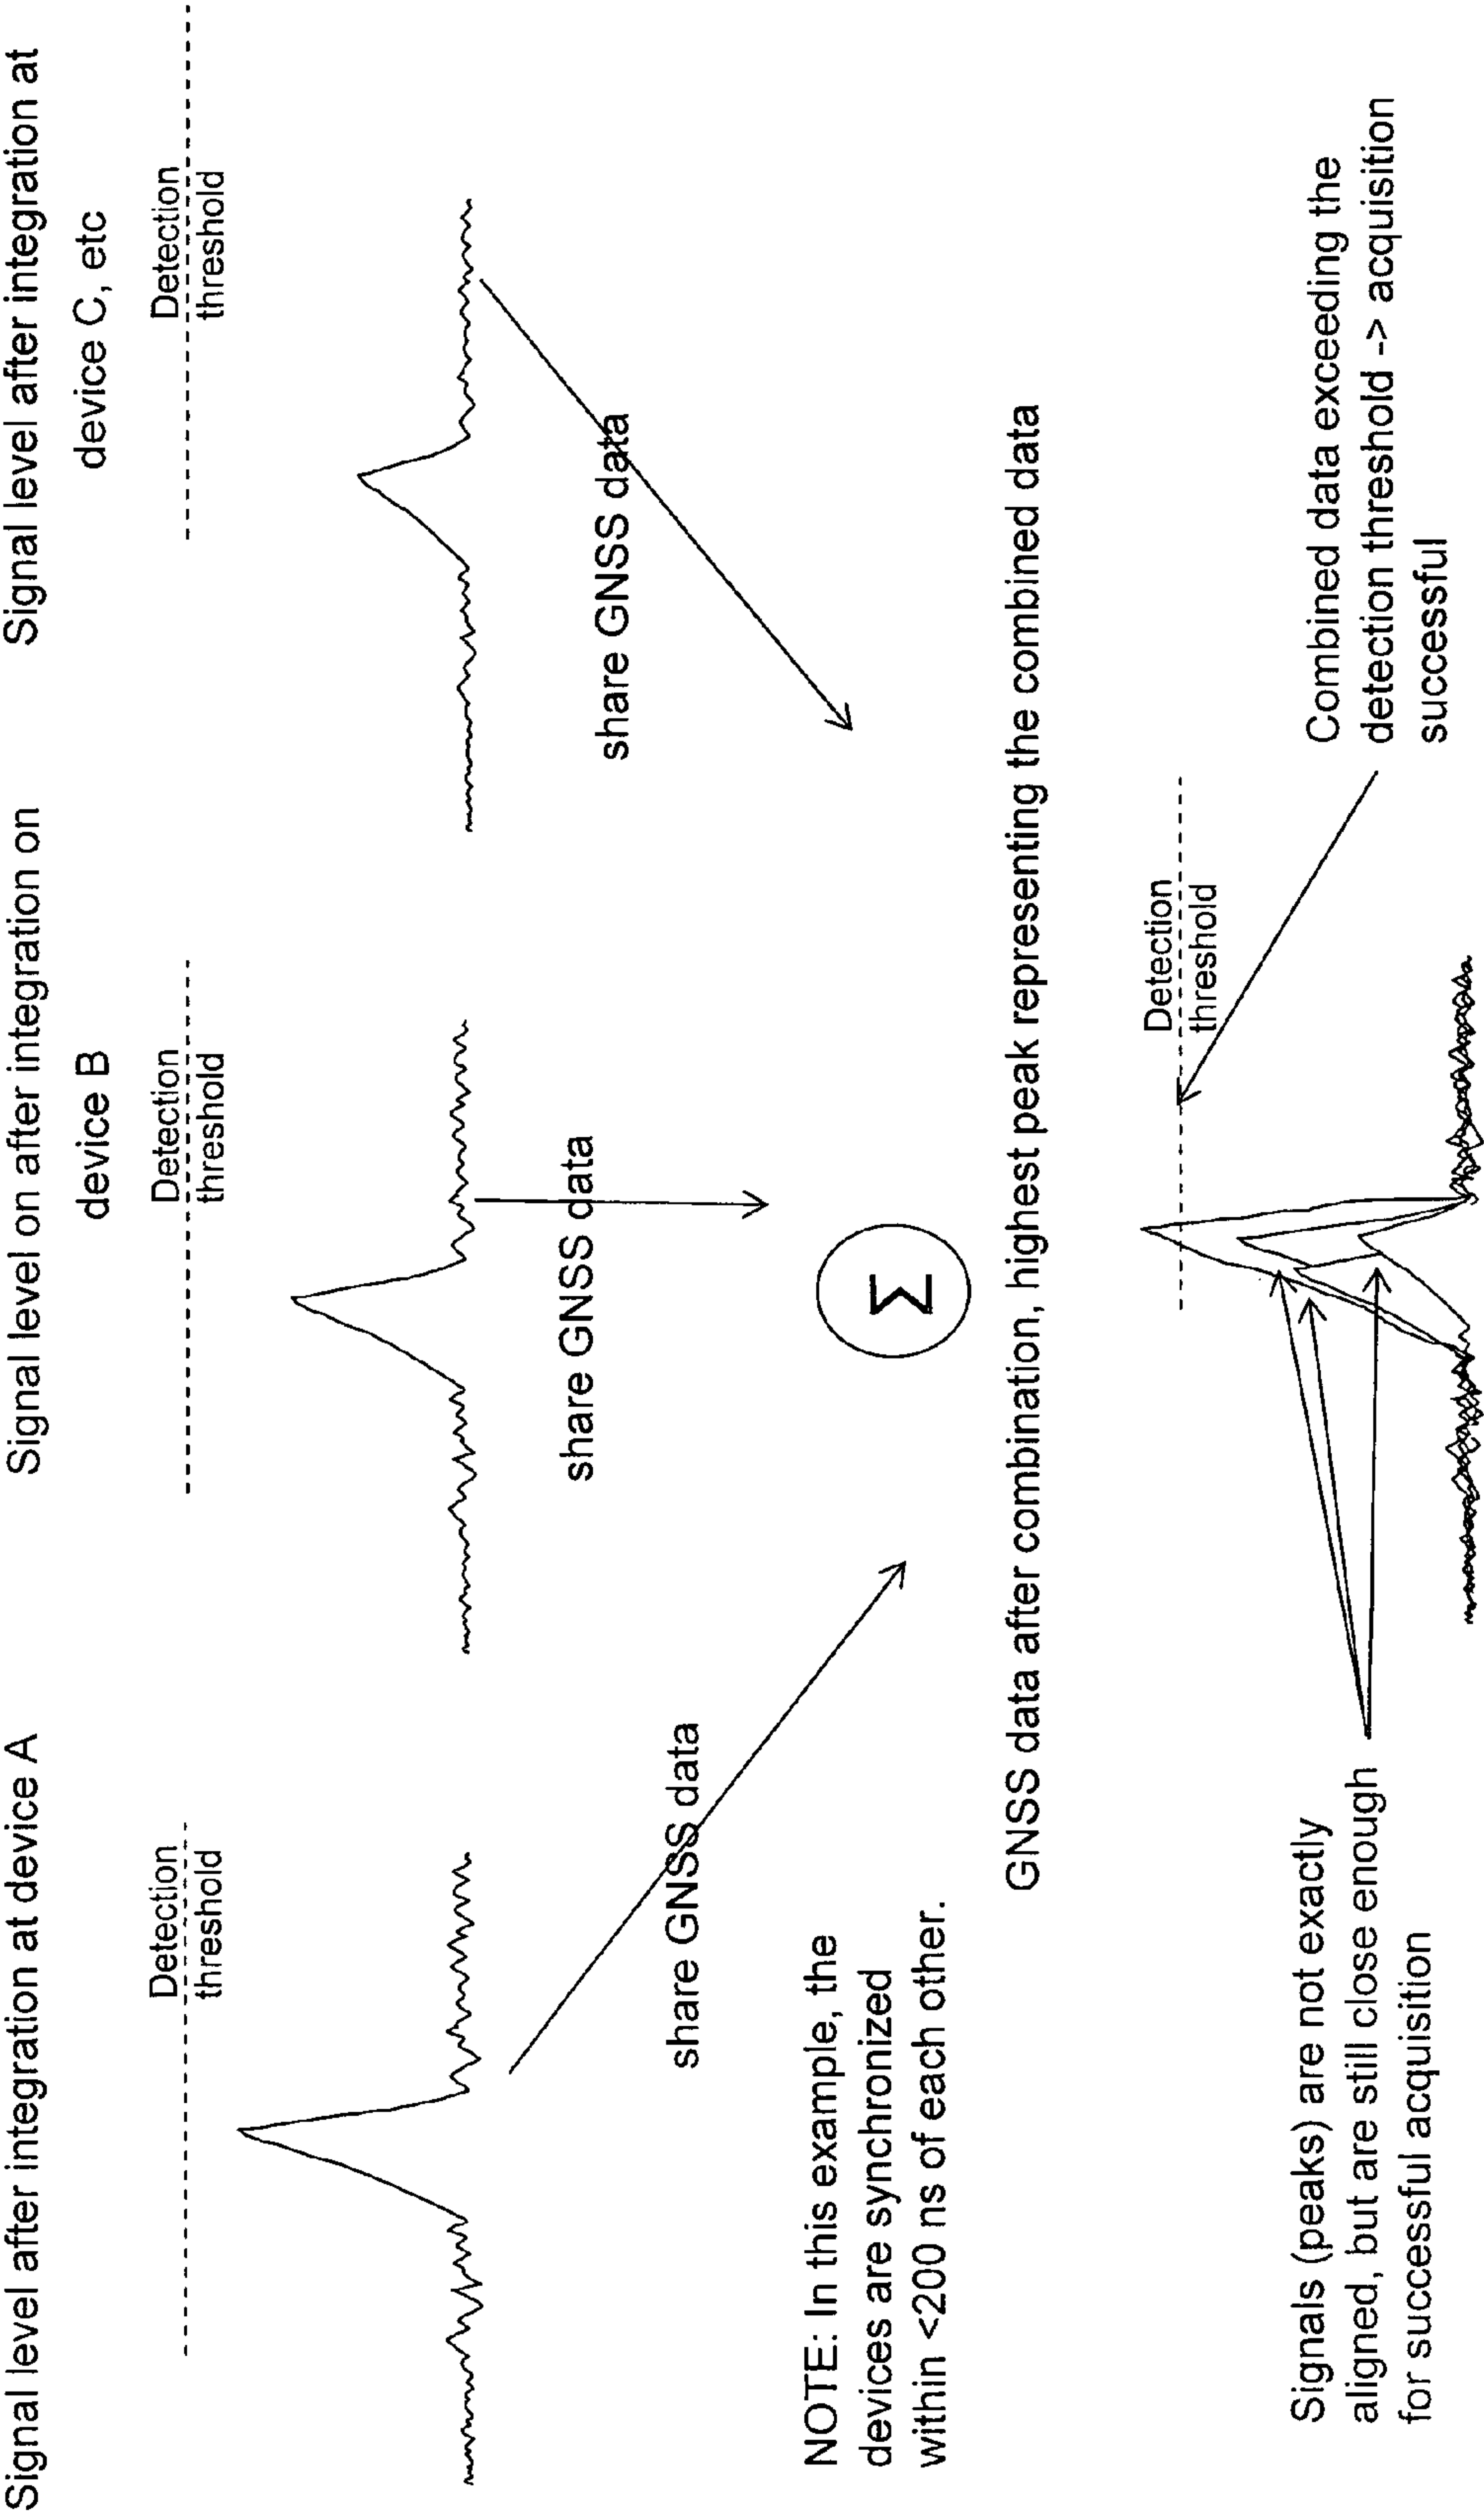 Signal level after integration at device A
Detection
threshold
share GNSS data
Signal level on after integration on
device B
Detection
threshold
share GNSS data
Signal level after integration at
device C, etc
Detection
threshold
share GNSS data
Σ
NOTE: In this example, the
devices are synchronized
within <200 ns of each other.
GNSS data after combination, highest peak representing the combined data
Detection
threshold
Signals (peaks) are not exactly
aligned, but are still close enough
for successful acquisition
Combined data exceeding the
detection threshold -> acquisition
successful